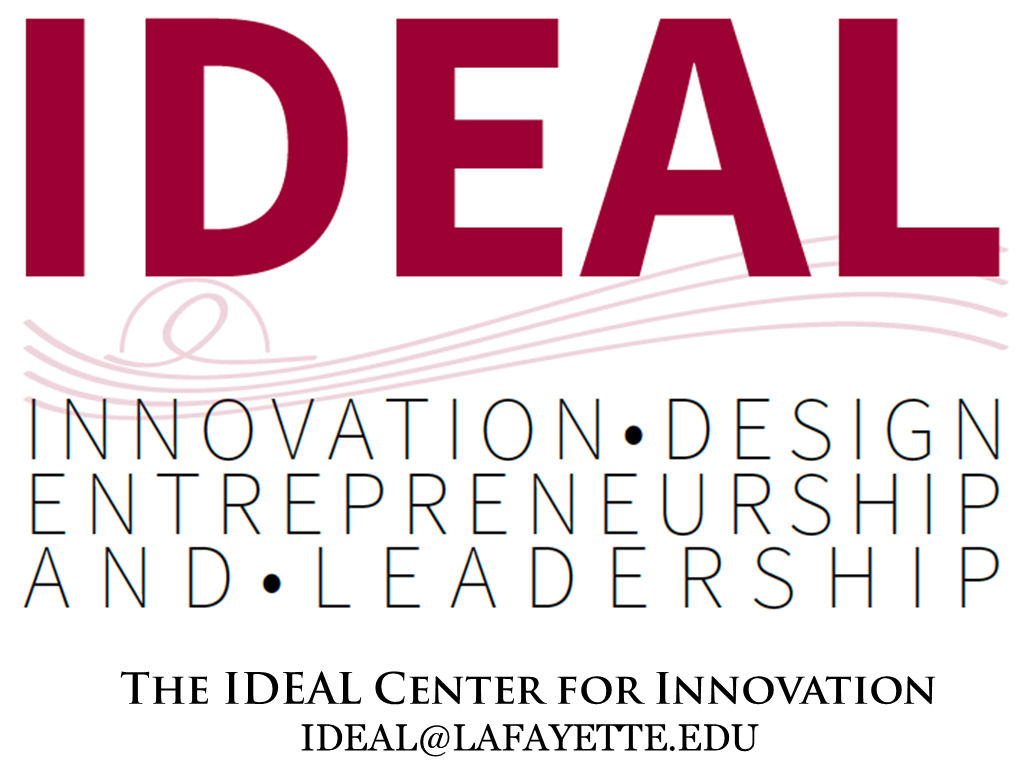 IDEAL
INNOVATION•DESIGN
ENTREPRENEURSHIP
AND•LEADERSHIP
THE IDEAL CENTER FOR INNOVATION
IDEAL@LAFAYETTE.EDU